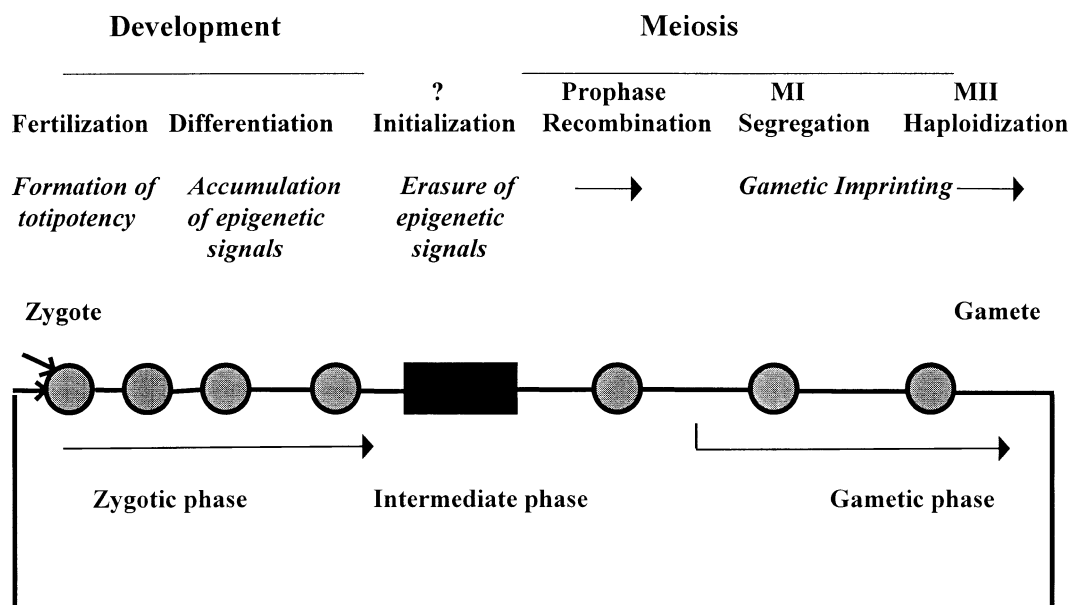 Development Meiosis
? Prophase MI MII
Fertilization Differentiation Initialization Recombination Segregation Haploidization
Formation of Accumulation Erasure of Gametic Imprinting
totipotency of epigenetic epigenetic
signals signals
Zygote Gamete
Zygotic phase Intermediate phase Gametic phase